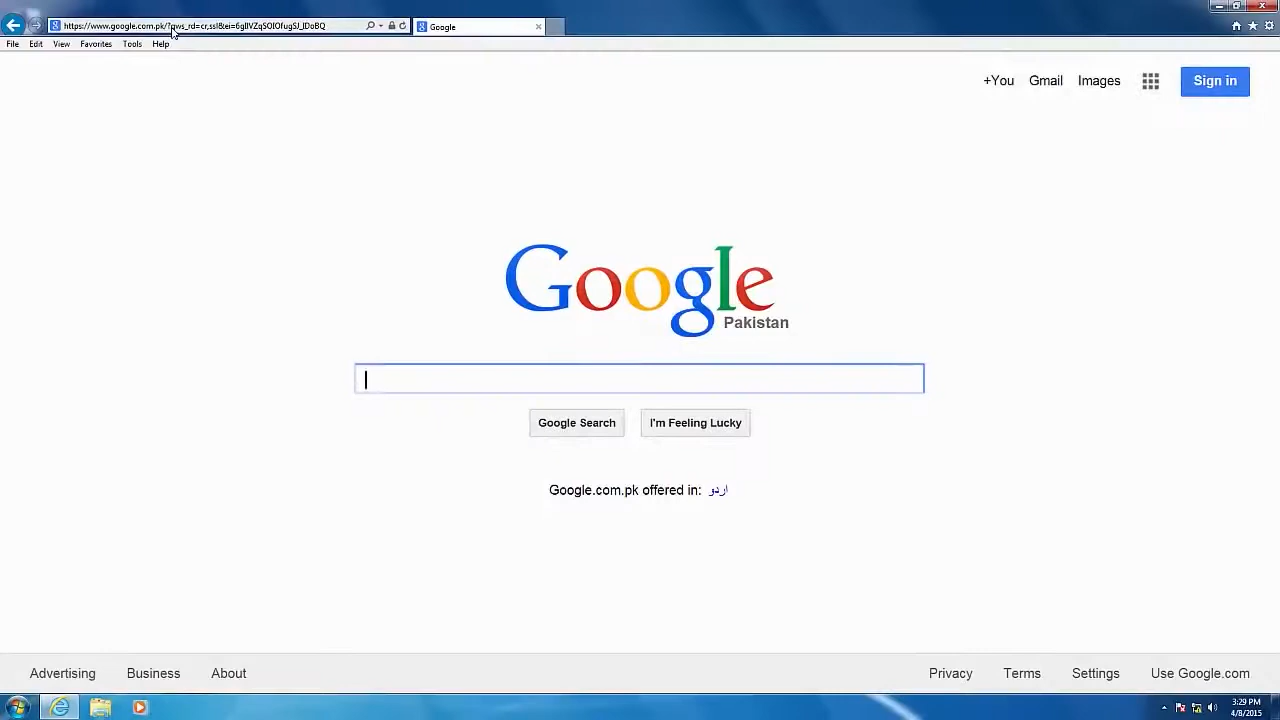 https://www.google.com.pk/?gws_rd=cr,ssl&ei=6gIlVZqSOIOfugSJ_IDoBQ
Google
File Edit View Favorites Tools Help
+You Gmail Images Sign in
Google
Pakistan
Google Search I'm Feeling Lucky
Google.com.pk offered in: اردو
Advertising Business About Privacy Terms Settings Use Google.com
3:29 PM
4/8/2015